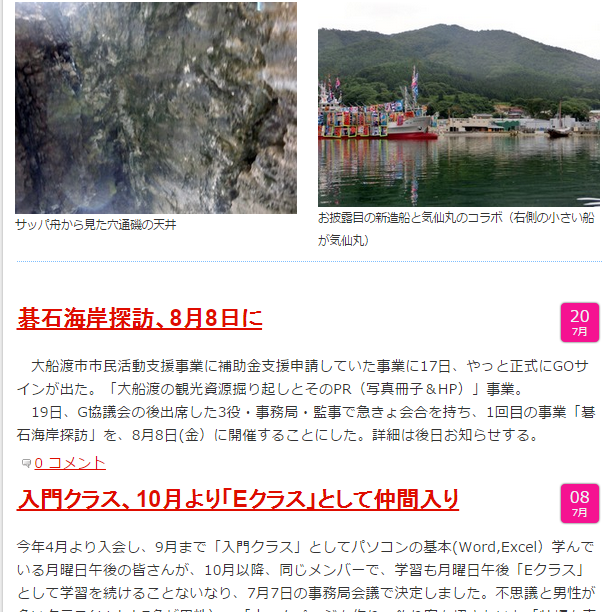 サッパ舟から見た穴通磯の天井
お披露目の新造船と気仙丸のコラボ（右側の小さい船
が気仙丸）
碁石海岸探訪、8月8日に
20
7月
大船渡市市民活動支援事業に補助金支援申請していた事業に17日、やっと正式にGOサ
インが出た。「大船渡の観光資源掘り起しとそのPR（写真冊子＆HP）」事業。
19日、G協議会の後出席した3役・事務局・監事で急きょ会合を持ち、1回目の事業「碁
石海岸探訪」を、8月8日(金）に開催することにした。詳細は後日お知らせする。
0 コメント
入門クラス、10月より「Eクラス」として仲間入り
08
7月
今年4月より入会し、9月まで「入門クラス」としてパソコンの基本(Word,Excel）学んで
いる月曜日午後の皆さんが、10月以降、同じメンバーで、学習も月曜日午後「Eクラス」
として学習を続けることないなり、7月7日の事務局会議で決定しました。不思議と男性が